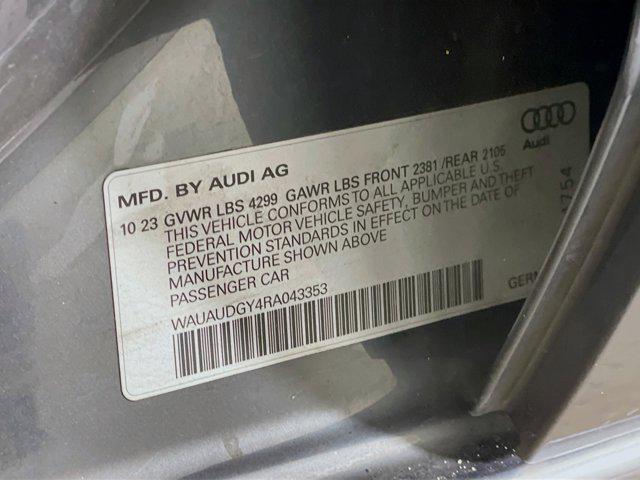 Audi
MFD. BY AUDI AG
10 23 GVWR LBS 4299 GAWR LBS FRONT 2381 /REAR 2106
THIS VEHICLE CONFORMS TO ALL APPLICABLE U.S.
FEDERAL MOTOR VEHICLE SAFETY, BUMPER AND THEFT
PREVENTION STANDARDS IN EFFECT ON THE DATE OF
MANUFACTURE SHOWN ABOVE
PASSENGER CAR
WAUAUDGY4RA043353